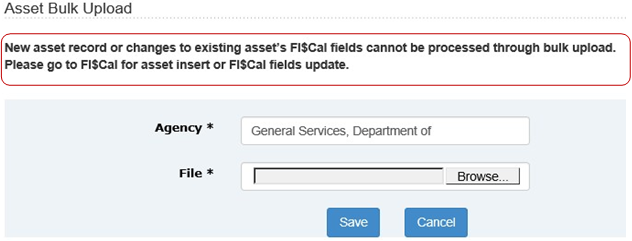 Asset Bulk Upload
New asset record or changes to existing asset's FI$Cal fields cannot be processed through bulk upload.
Please go to FI$Cal for asset insert or FI$Cal fields update.
Agency *
General Services, Department of
File *
Browse...
Save
Cancel